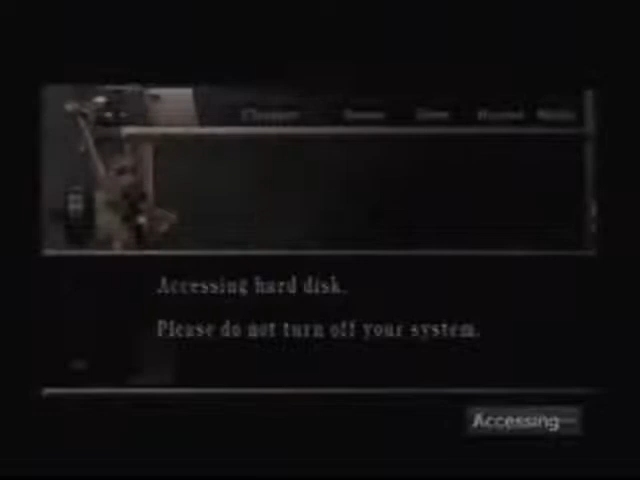 Accessing hard disk.
Please do not turn off your system.
Accessing